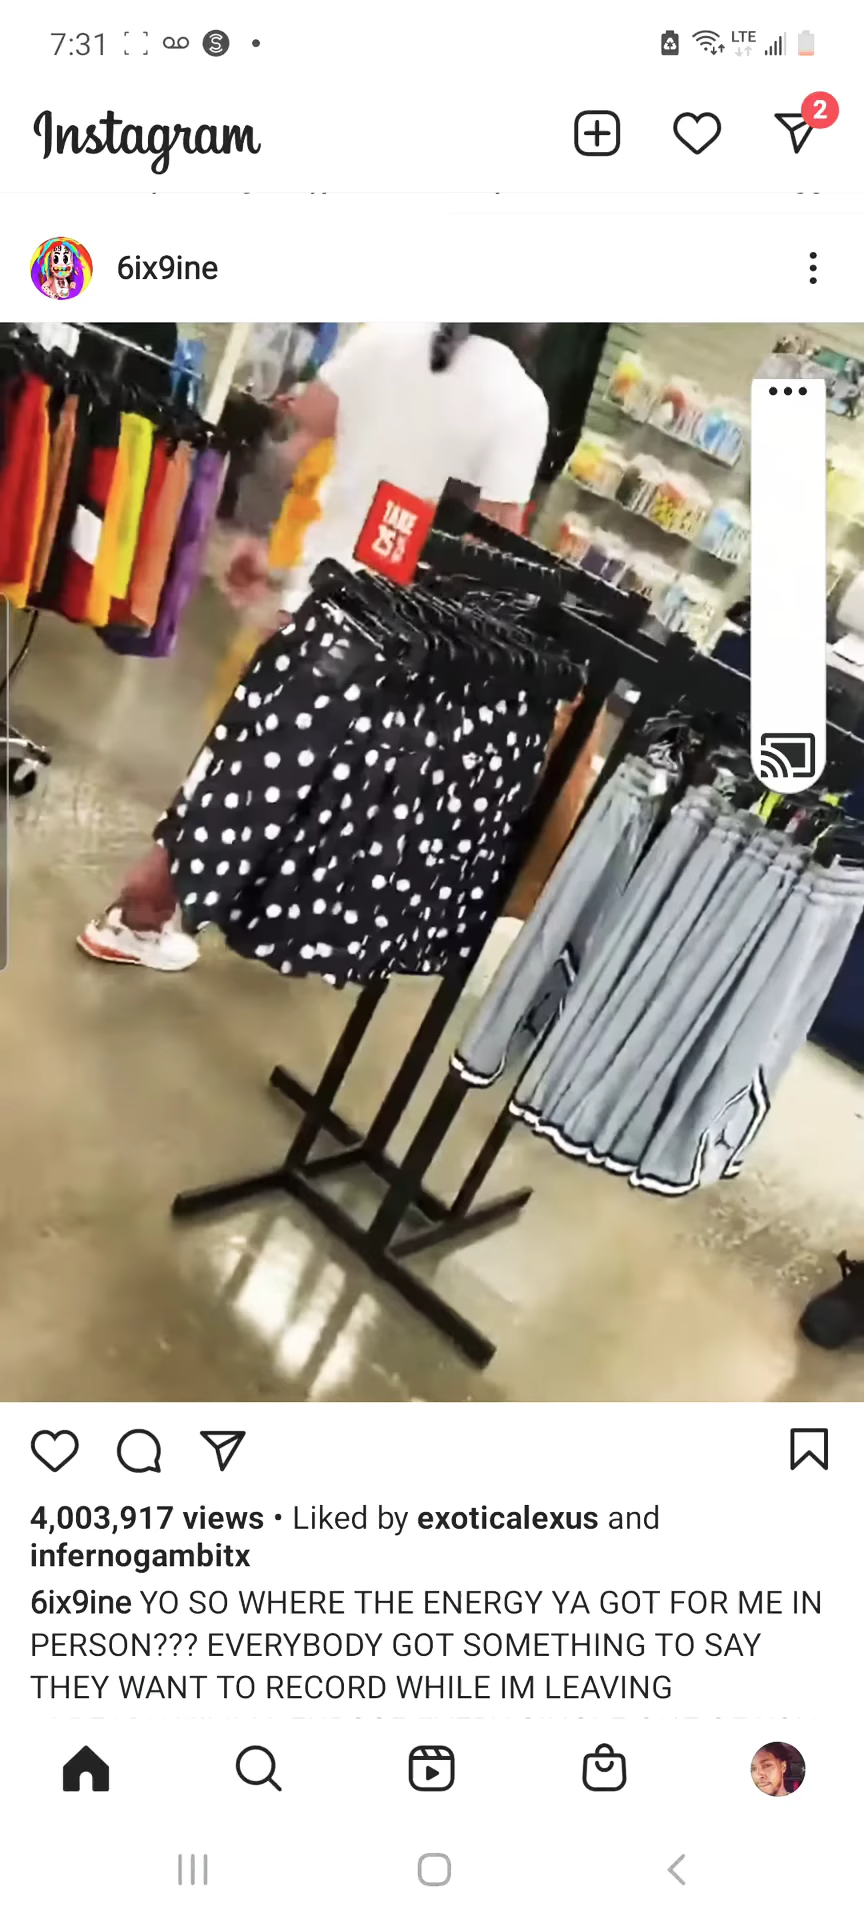 7:31
LTE
Instagram
2
6ix9ine
TAKE
25
4,003,917 views • Liked by exoticalexus and
infernogambitx
6ix9ine YO SO WHERE THE ENERGY YA GOT FOR ME IN
PERSON??? EVERYBODY GOT SOMETHING TO SAY
THEY WANT TO RECORD WHILE IM LEAVING